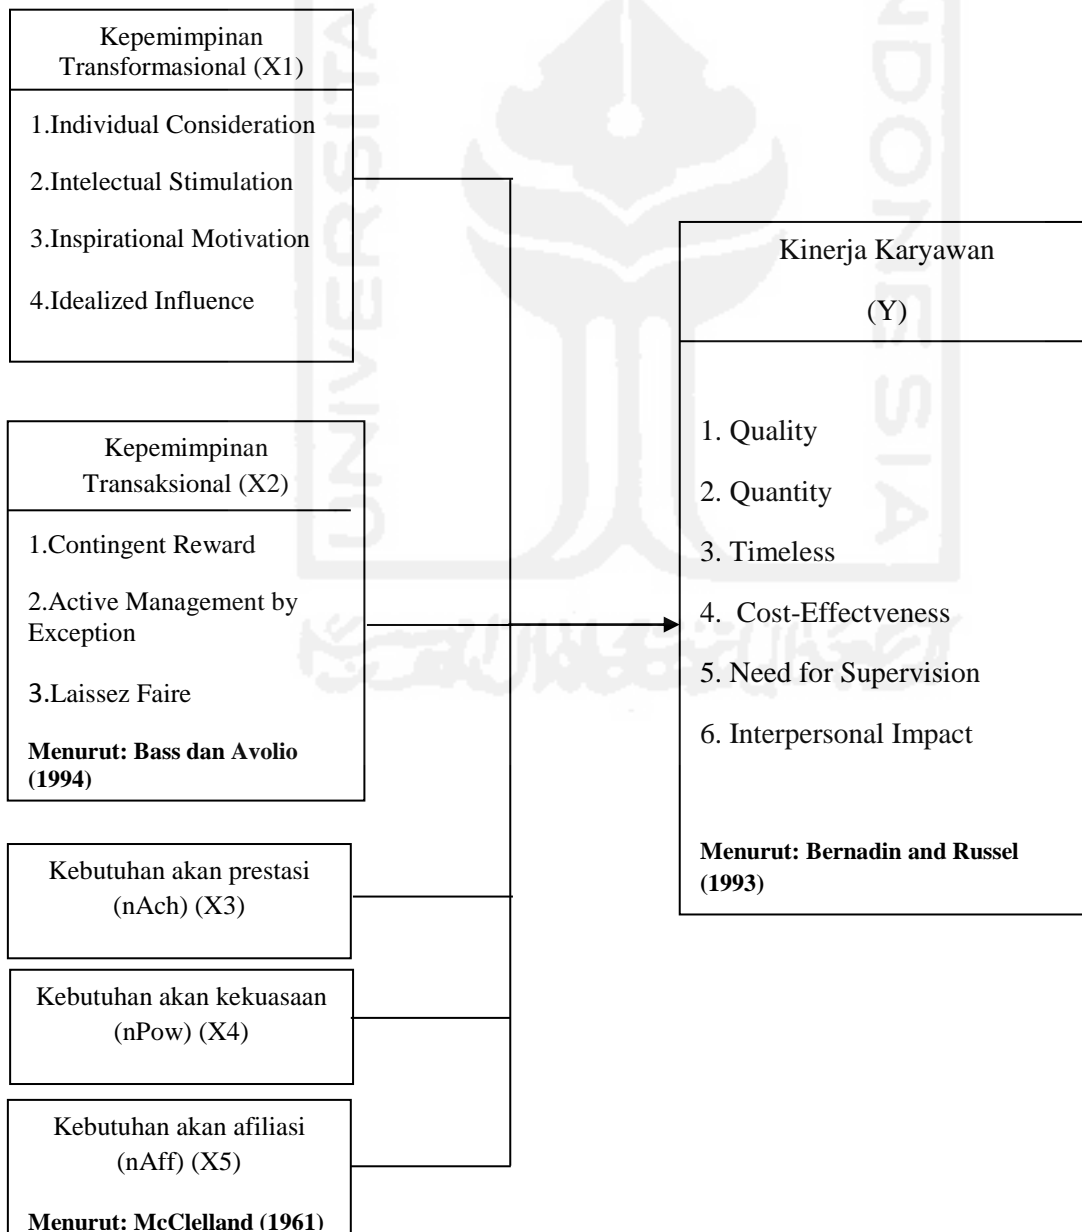 Kepemimpinan
Transformasional (X1)
1.Individual Consideration
2.Intelectual Stimulation
3.Inspirational Motivation
4.Idealized Influence
Kepemimpinan
Transaksional (X2)
1.Contingent Reward
2.Active Management by
Exception
3.Laissez Faire
Menurut: Bass dan Avolio
(1994)
Kebutuhan akan prestasi
(nAch) (X3)
Kebutuhan akan kekuasaan
(nPow) (X4)
Kebutuhan akan afiliasi
(nAff) (X5)
Menurut: McClelland (1961)
Kinerja Karyawan
(Y)
1. Quality
2. Quantity
3. Timeless
4. Cost-Effectveness
5. Need for Supervision
6. Interpersonal Impact
Menurut: Bernadin and Russel
(1993)
UNIVERSITA
NDONESIA